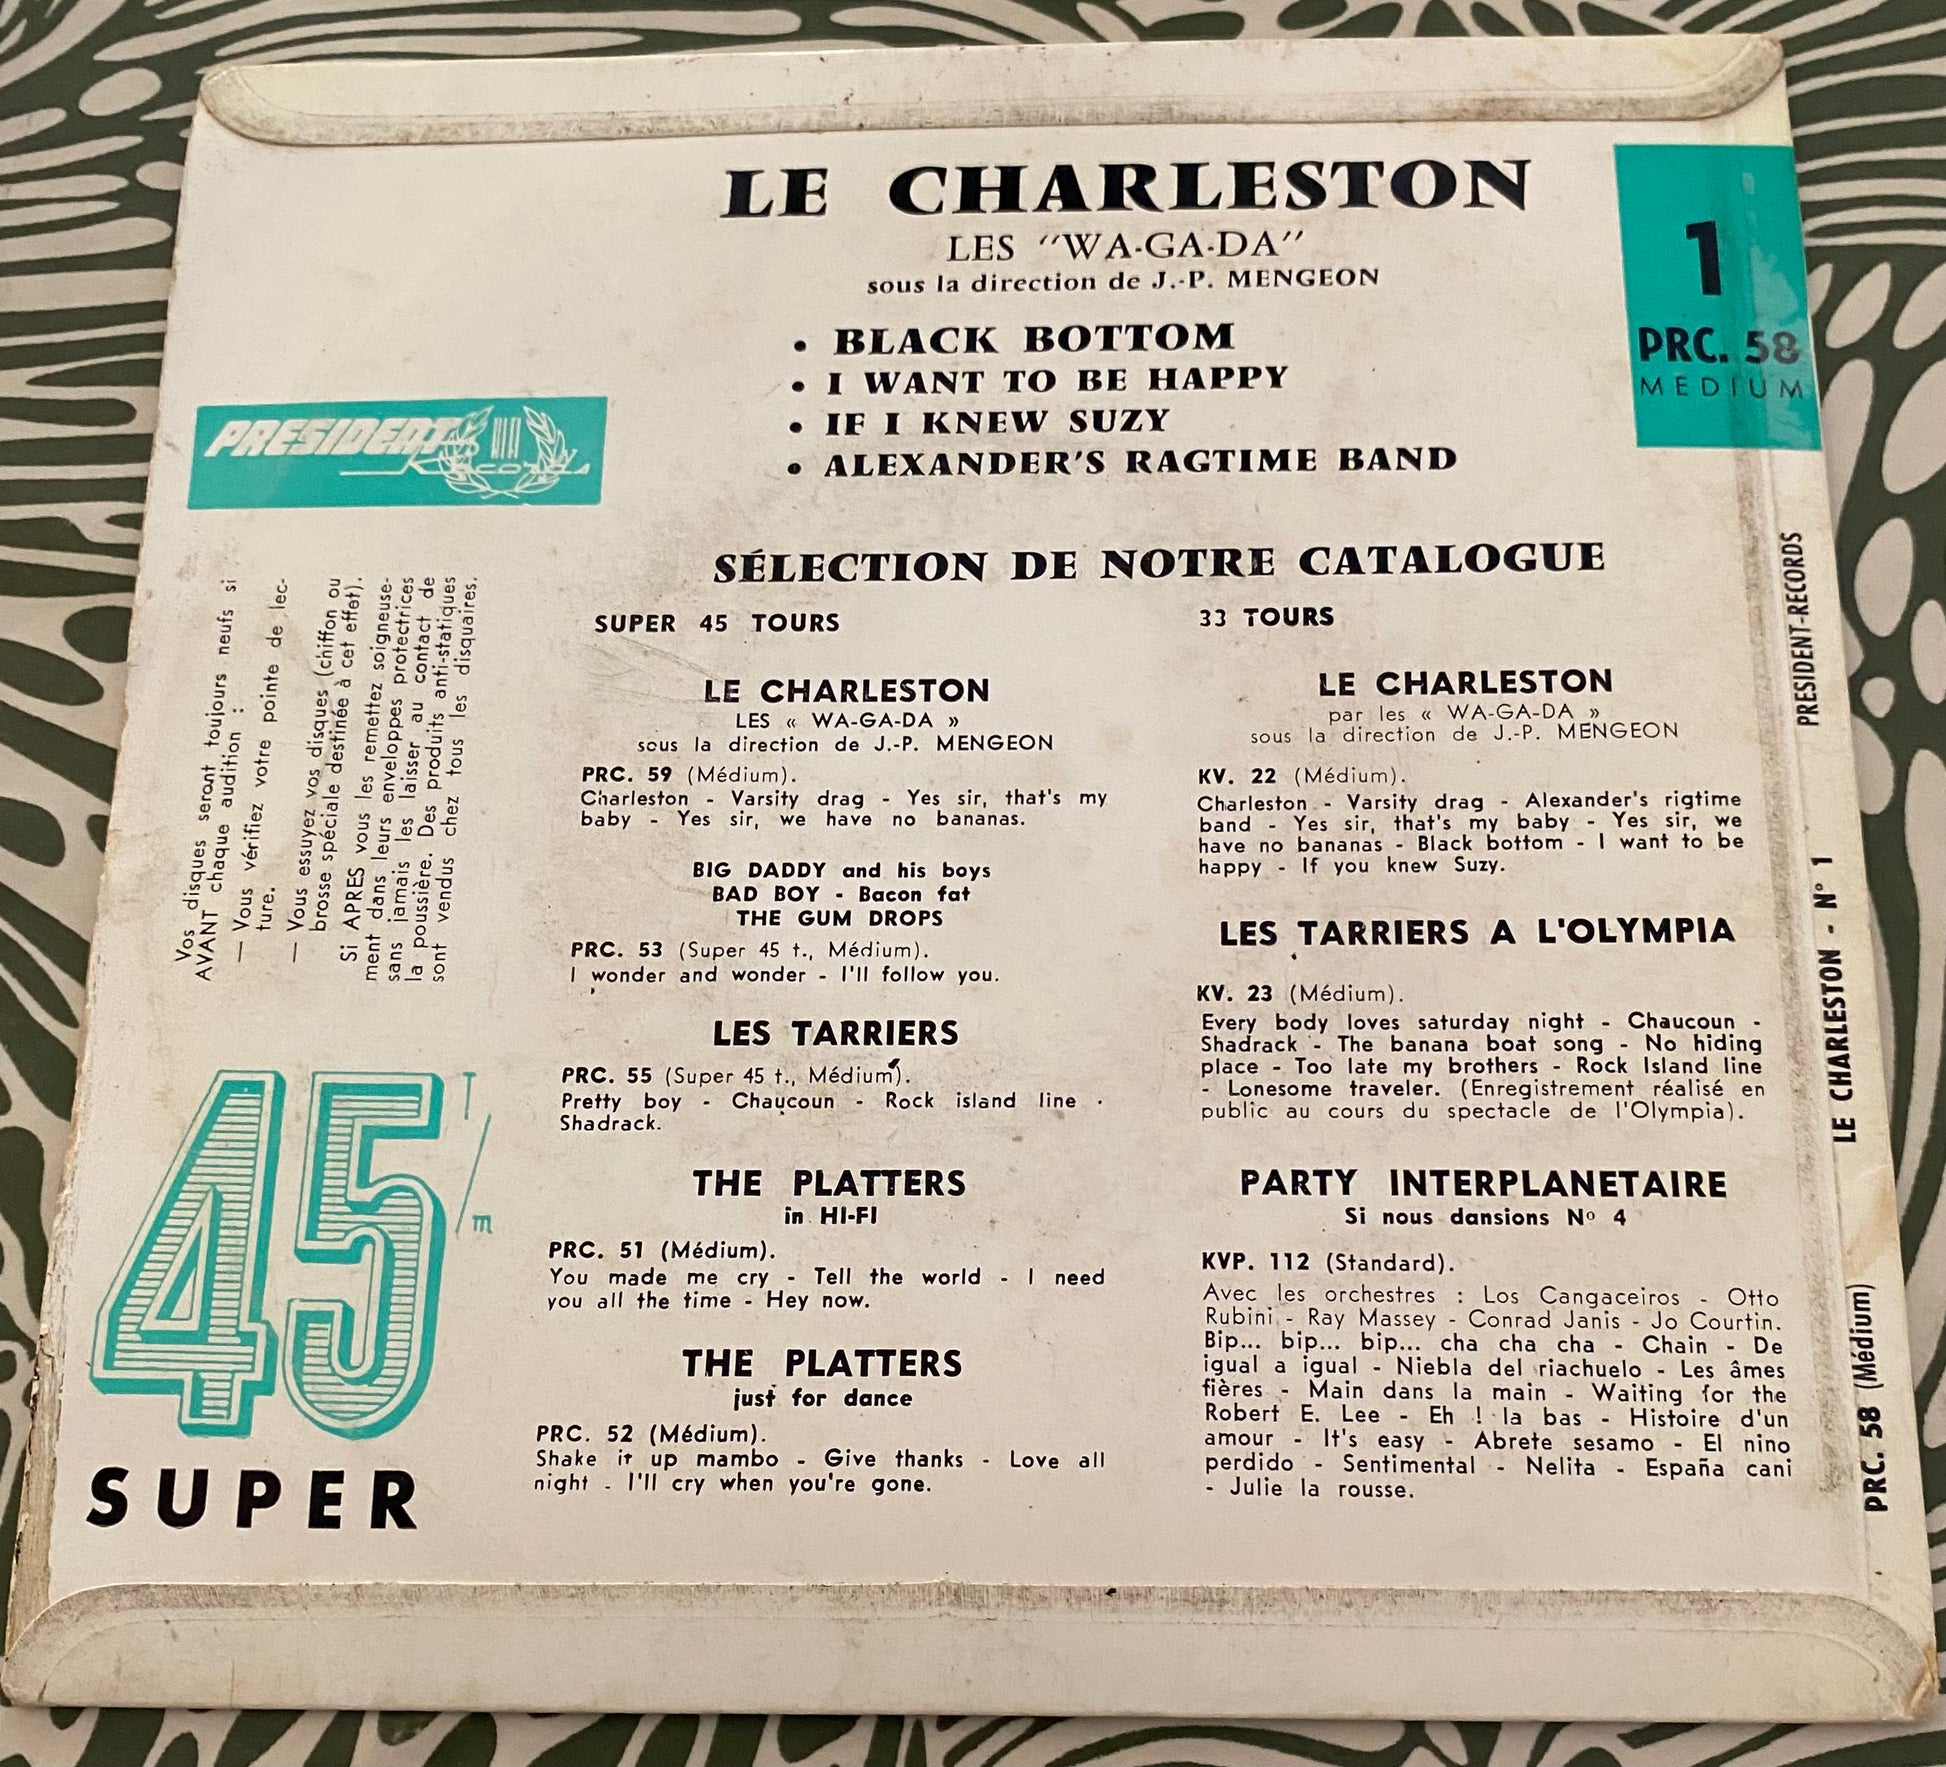 LE CHARLESTON
LES "WA-GA-DA"
sous la direction de J.-P. MENGEON
• BLACK BOTTOM
• I WANT TO BE HAPPY
• IF I KNEW SUZY
• ALEXANDER'S RAGTIME BAND
1
PRC. 58
MEDIUM
PRESIDENT
Records
Vos disques seront toujours neufs si
AVANT chaque audition :
— Vous vérifiez votre pointe de lec-
ture.
— Vous essuyez vos disques (chiffon ou
brosse spéciale destinée à cet effet).
Si APRES vous les remettez soigneuse-
ment dans leurs enveloppes protectrices
sans jamais les laisser au contact de
la poussière. Des produits anti-statiques
sont vendus chez tous les disquaires.
45 T/m
SUPER
SÉLECTION DE NOTRE CATALOGUE
SUPER 45 TOURS
LE CHARLESTON
LES « WA-GA-DA »
sous la direction de J.-P. MENGEON
PRC. 59 (Médium).
Charleston - Varsity drag - Yes sir, that's my
baby - Yes sir, we have no bananas.
BIG DADDY and his boys
BAD BOY - Bacon fat
THE GUM DROPS
PRC. 53 (Super 45 t., Médium).
I wonder and wonder - I'll follow you.
LES TARRIERS
PRC. 55 (Super 45 t., Médium).
Pretty boy - Chaucoun - Rock island line -
Shadrack.
THE PLATTERS
in HI-FI
PRC. 51 (Médium).
You made me cry - Tell the world - I need
you all the time - Hey now.
THE PLATTERS
just for dance
PRC. 52 (Médium).
Shake it up mambo - Give thanks - Love all
night - I'll cry when you're gone.
33 TOURS
LE CHARLESTON
par les « WA-GA-DA »
sous la direction de J.-P. MENGEON
KV. 22 (Médium).
Charleston - Varsity drag - Alexander's rigtime
band - Yes sir, that's my baby - Yes sir, we
have no bananas - Black bottom - I want to be
happy - If you knew Suzy.
LES TARRIERS A L'OLYMPIA
KV. 23 (Médium).
Every body loves saturday night - Chaucoun -
Shadrack - The banana boat song - No hiding
place - Too late my brothers - Rock Island line
- Lonesome traveler. (Enregistrement réalisé en
public au cours du spectacle de l'Olympia).
PARTY INTERPLANETAIRE
Si nous dansions Nº 4
KVP. 112 (Standard).
Avec les orchestres : Los Cangaceiros - Otto
Rubini - Ray Massey - Conrad Janis - Jo Courtin.
Bip... bip... bip... cha cha cha - Chain - De
igual a igual - Niebla del riachuelo - Les âmes
fières - Main dans la main - Waiting for the
Robert E. Lee - Eh ! la bas - Histoire d'un
amour - It's easy - Abrete sesamo - El nino
perdido - Sentimental - Nelita - España cani
- Julie la rousse.
PRC. 58 (Médium) LE CHARLESTON - N° 1 PRESIDENT-RECORDS